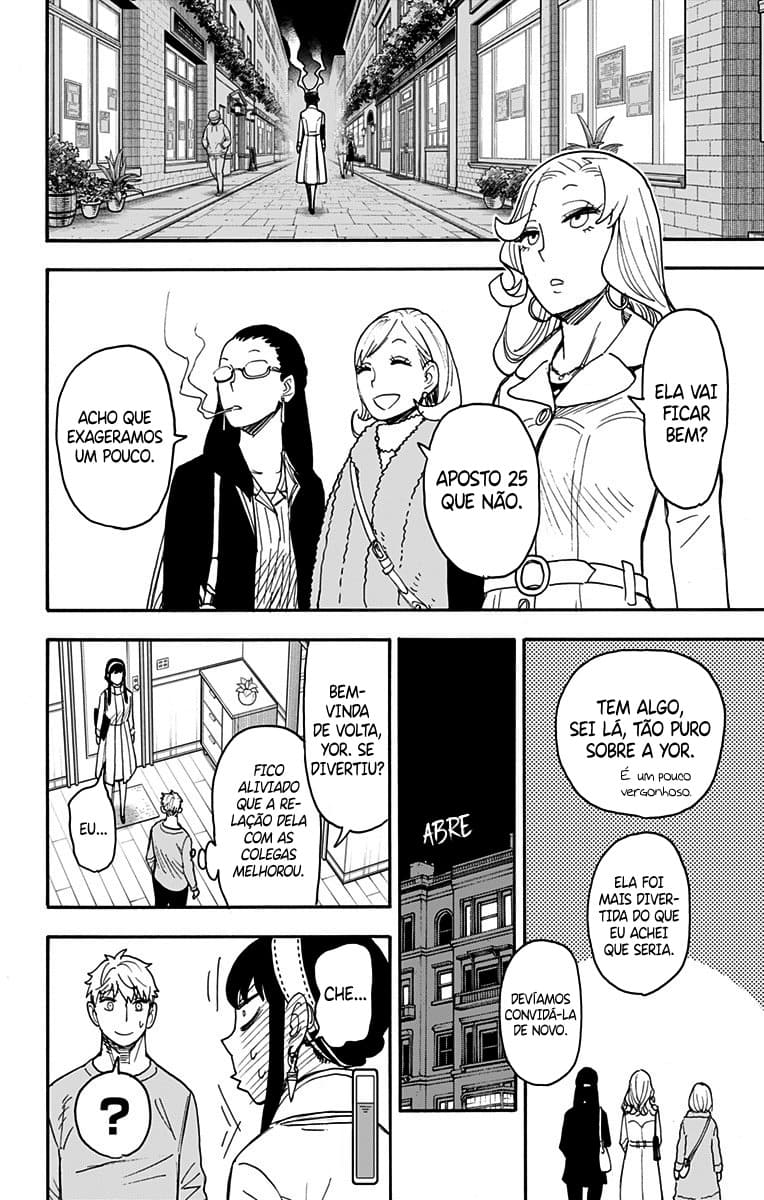 ELA VAI
FICAR
BEM?
APOSTO 25
QUE NÃO.
ACHO QUE
EXAGERAMOS
UM POUCO.
TEM ALGO,
SEI LÁ, TÃO PURO
SOBRE A YOR.
É um pouco
vergonhoso.
ELA FOI
MAIS DIVER-
TIDA DO QUE
EU ACHEI
QUE SERIA.
DEVÍAMOS
CONVIDÁ-LA
DE NOVO.
ABRE
BEM-
VINDA
DE VOLTA,
YOR. SE
DIVERTIU?
FICO
ALIVIADO
QUE A RE-
LAÇÃO DELA
COM AS
COLEGAS
MELHOROU.
EU...
CHE...
?